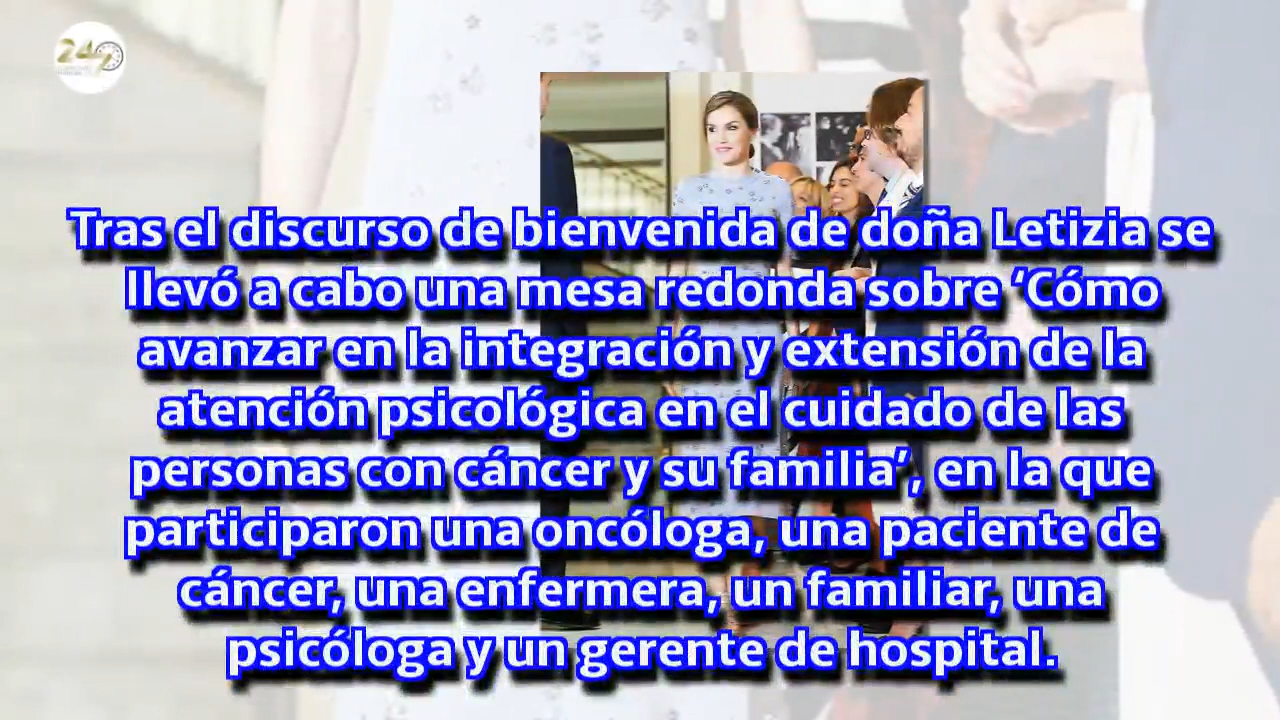 24/7
Tras el discurso de bienvenida de doña Letizia se
llevó a cabo una mesa redonda sobre ‘Cómo
avanzar en la integración y extensión de la
atención psicológica en el cuidado de las
personas con cáncer y su familia’, en la que
participaron una oncóloga, una paciente de
cáncer, una enfermera, un familiar, una
psicóloga y un gerente de hospital.